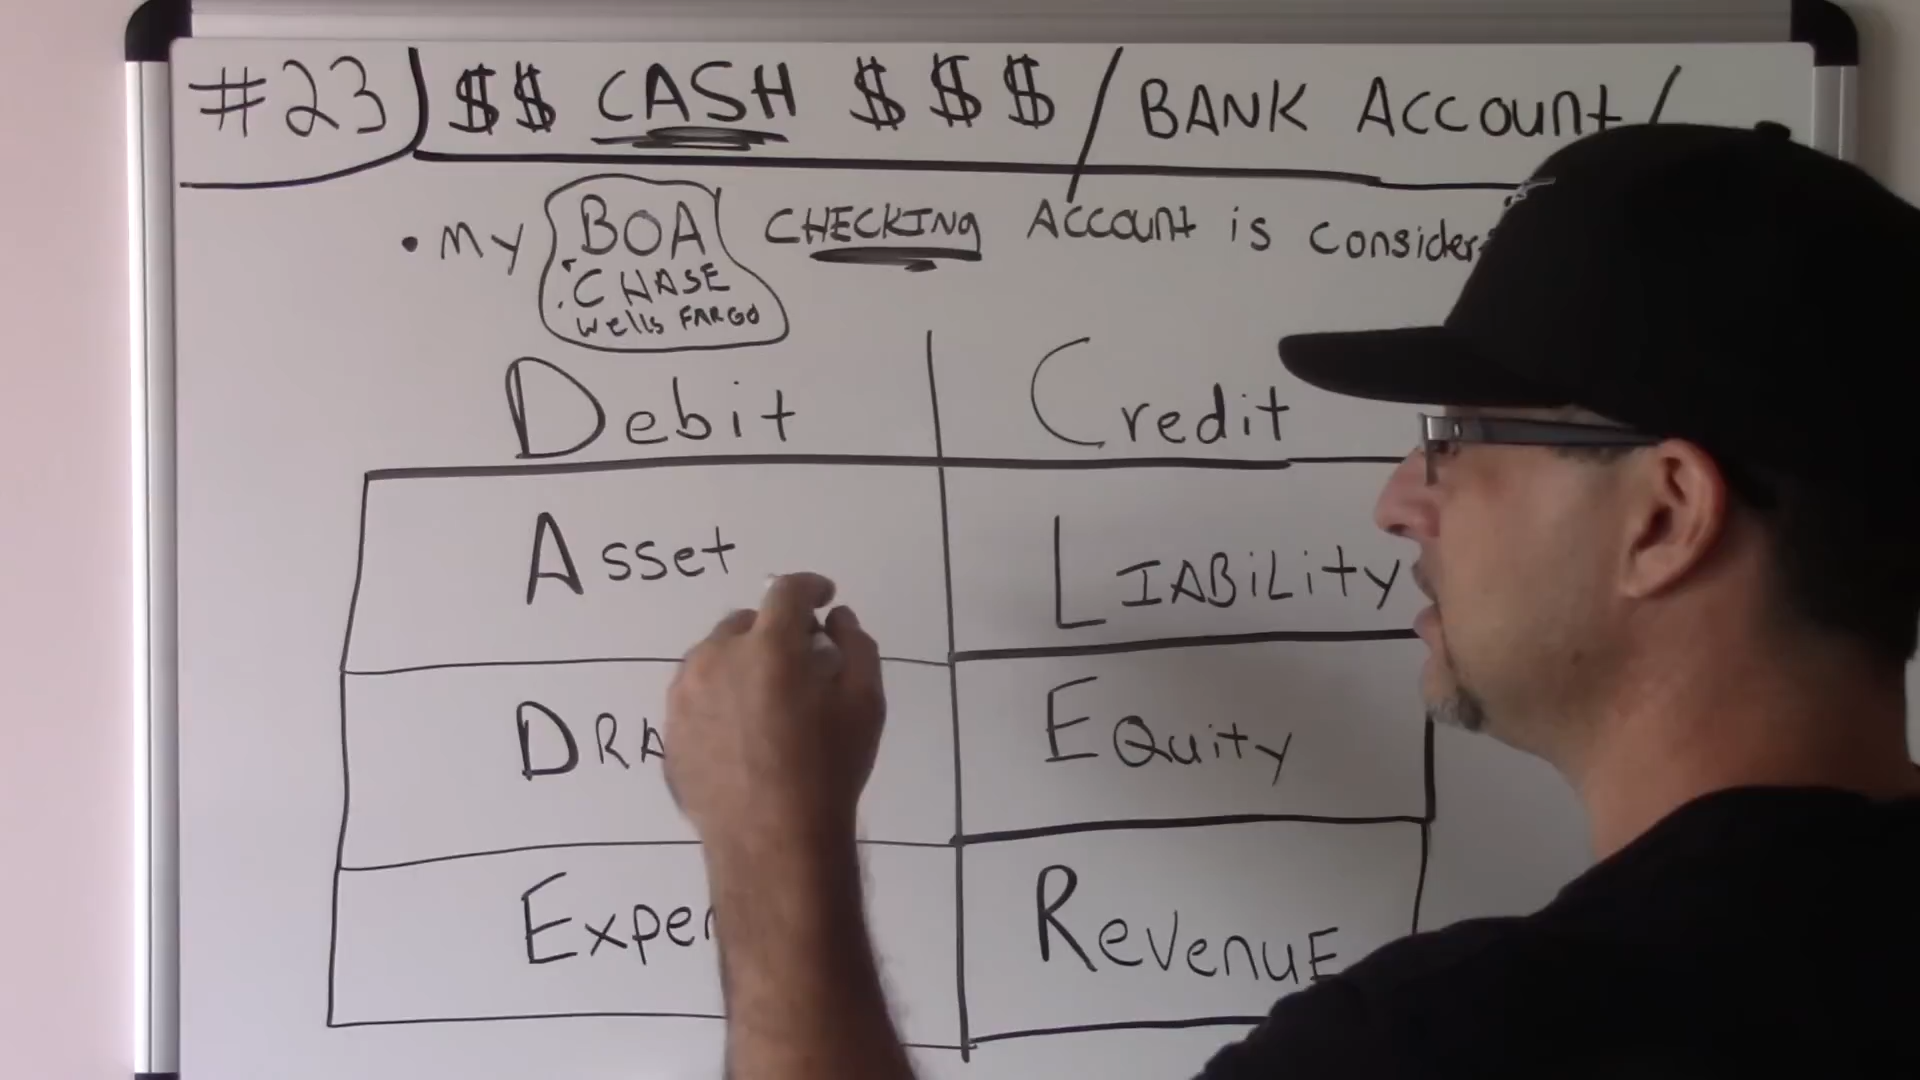 #23) $$ CASH $$$ / BANK Account /
• My BOA CHECKING Account is Consider
CHASE
Wells FARGO
Debit Credit
Asset LIABiLity
DRA EQuity
Exper RevenuE